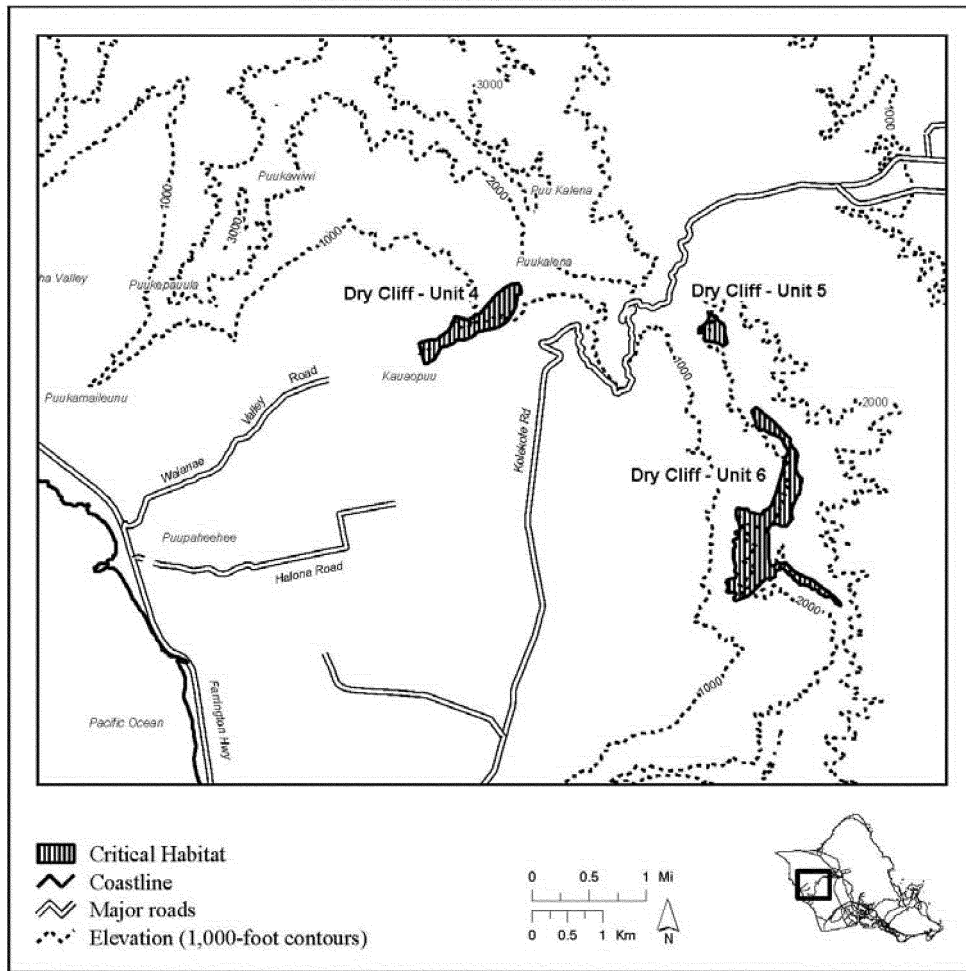 3000
1000
1000
Puukawiwi
2000
Puu Kalena
3000
1000
Puukalena
ha Valley
Puukepauula
Dry Cliff - Unit 4
Dry Cliff - Unit 5
Kauaopuu
1000
Puukamaileunu
Waianae Valley Road
2000
Kolekole Rd
Dry Cliff - Unit 6
Puupaheehee
Halona Road
2000
1000
Farrington Hwy
Pacific Ocean
Critical Habitat
Coastline
Major roads
Elevation (1,000-foot contours)
0 0.5 1 Mi
0 0.5 1 Km
N